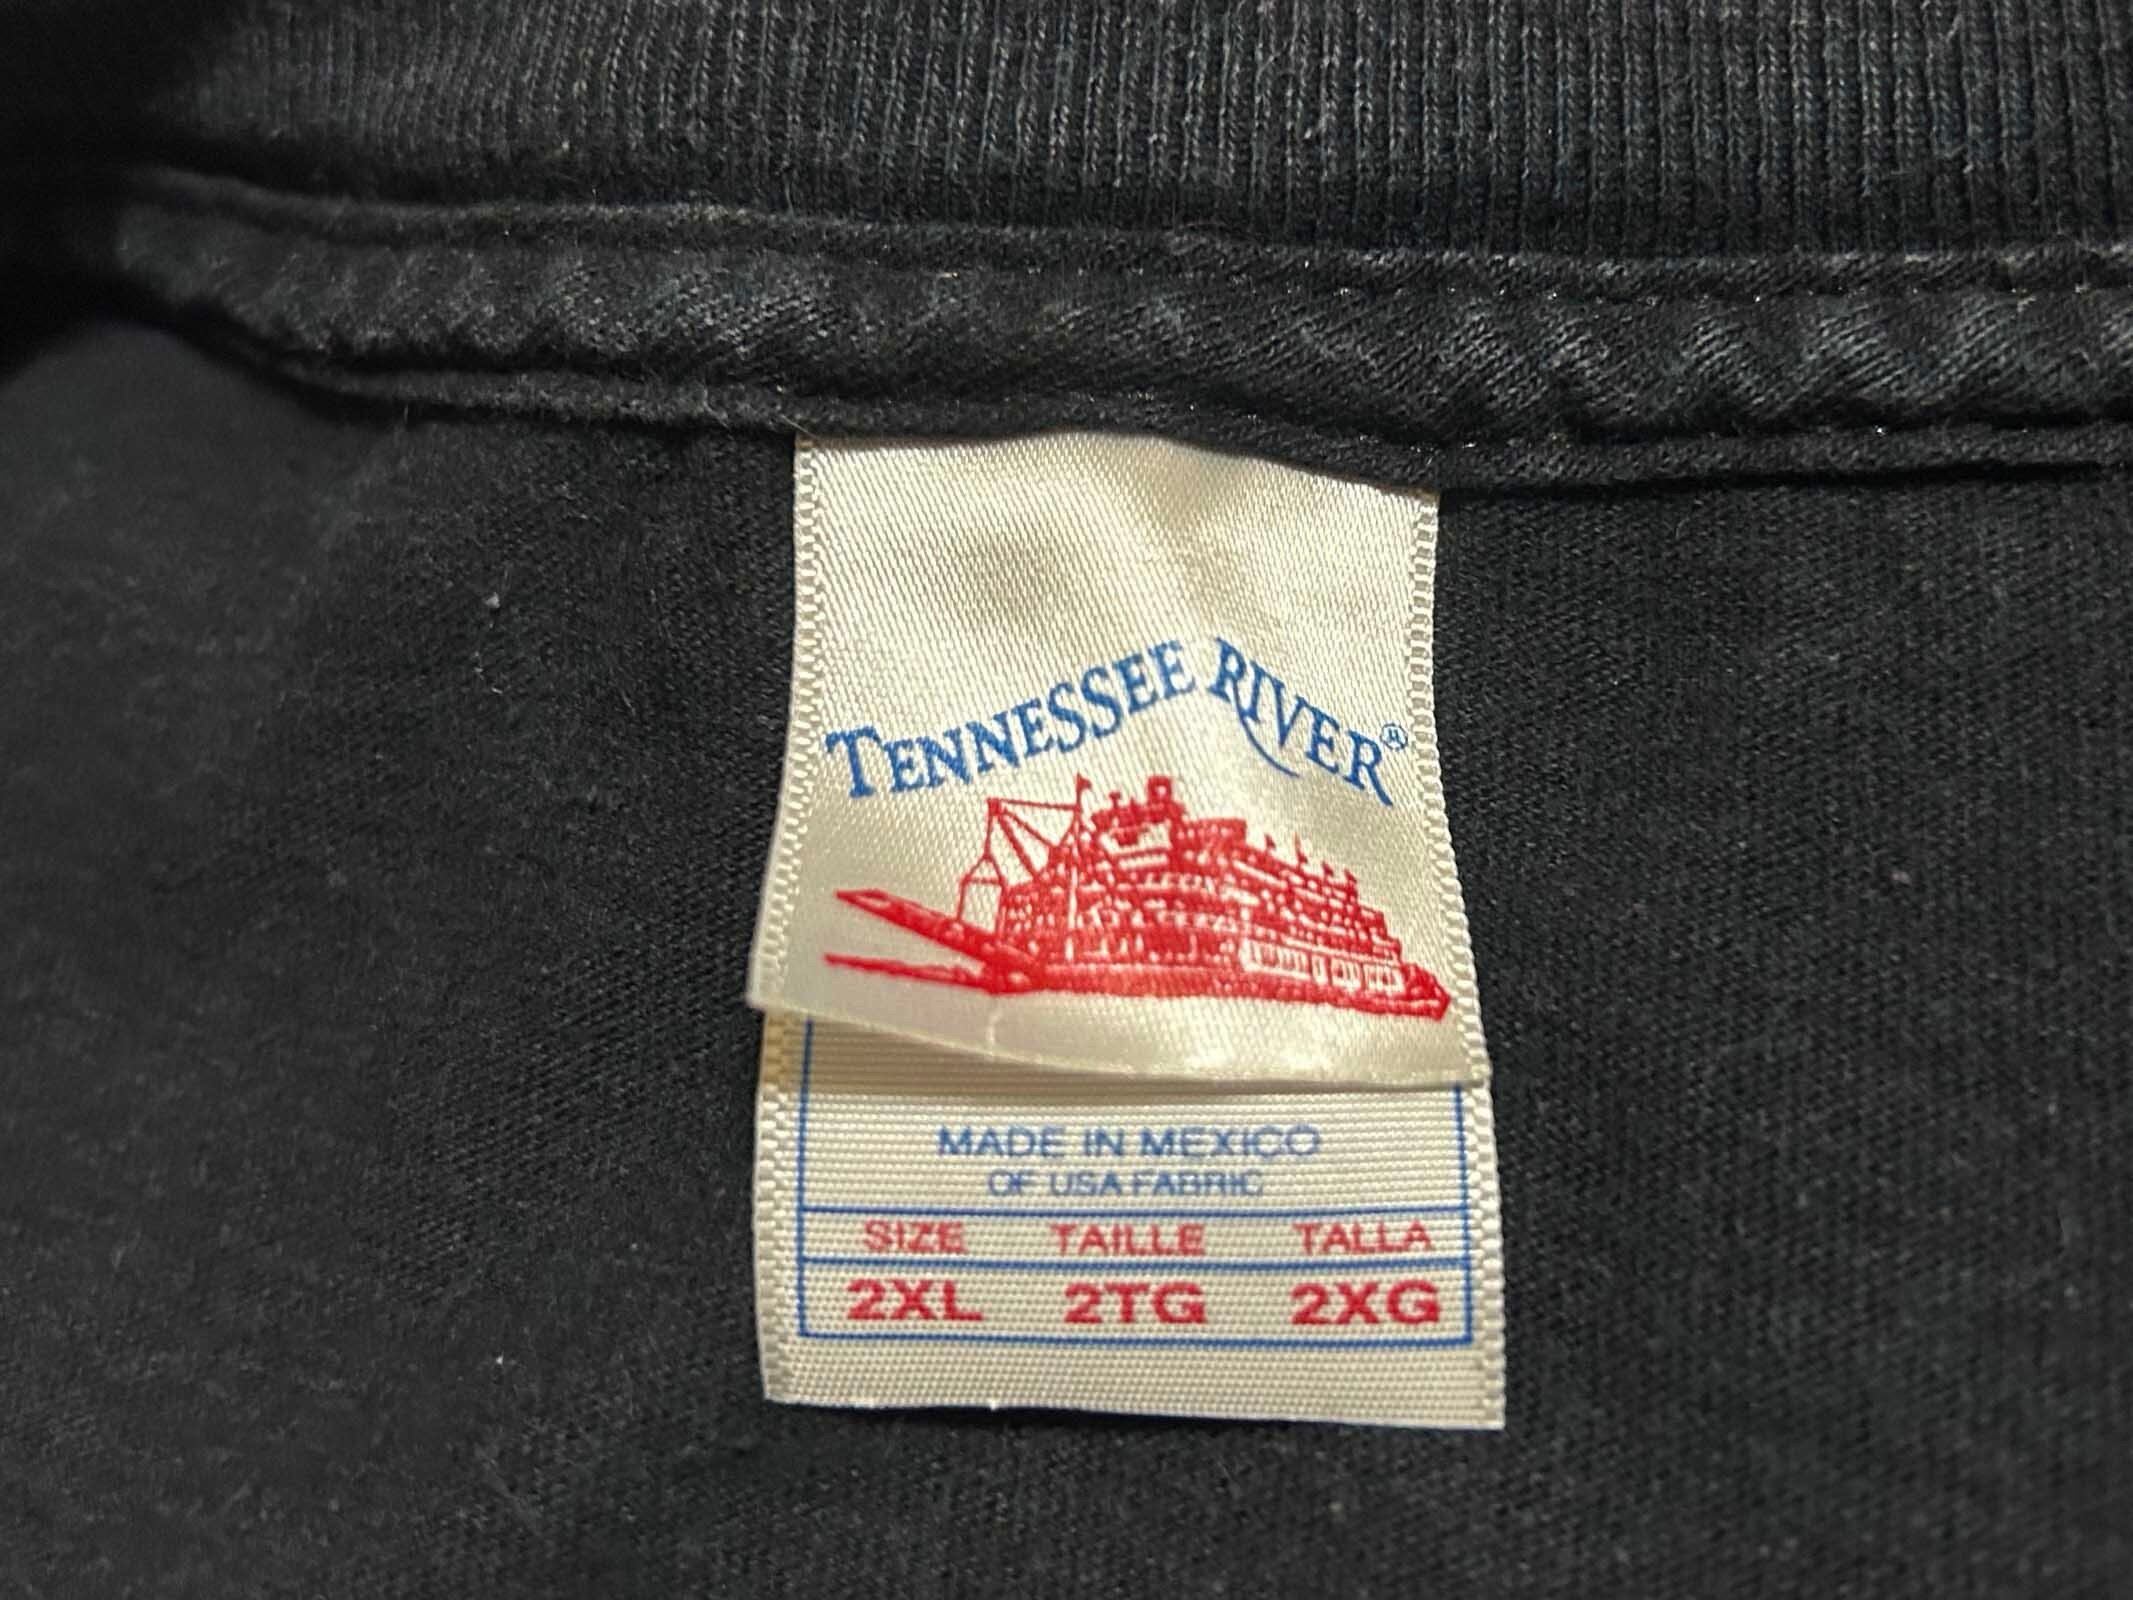 TENNESSEE RIVER®
MADE IN MEXICO
OF USA FABRIC
SIZE TAILLE TALLA
2XL 2TG 2XG